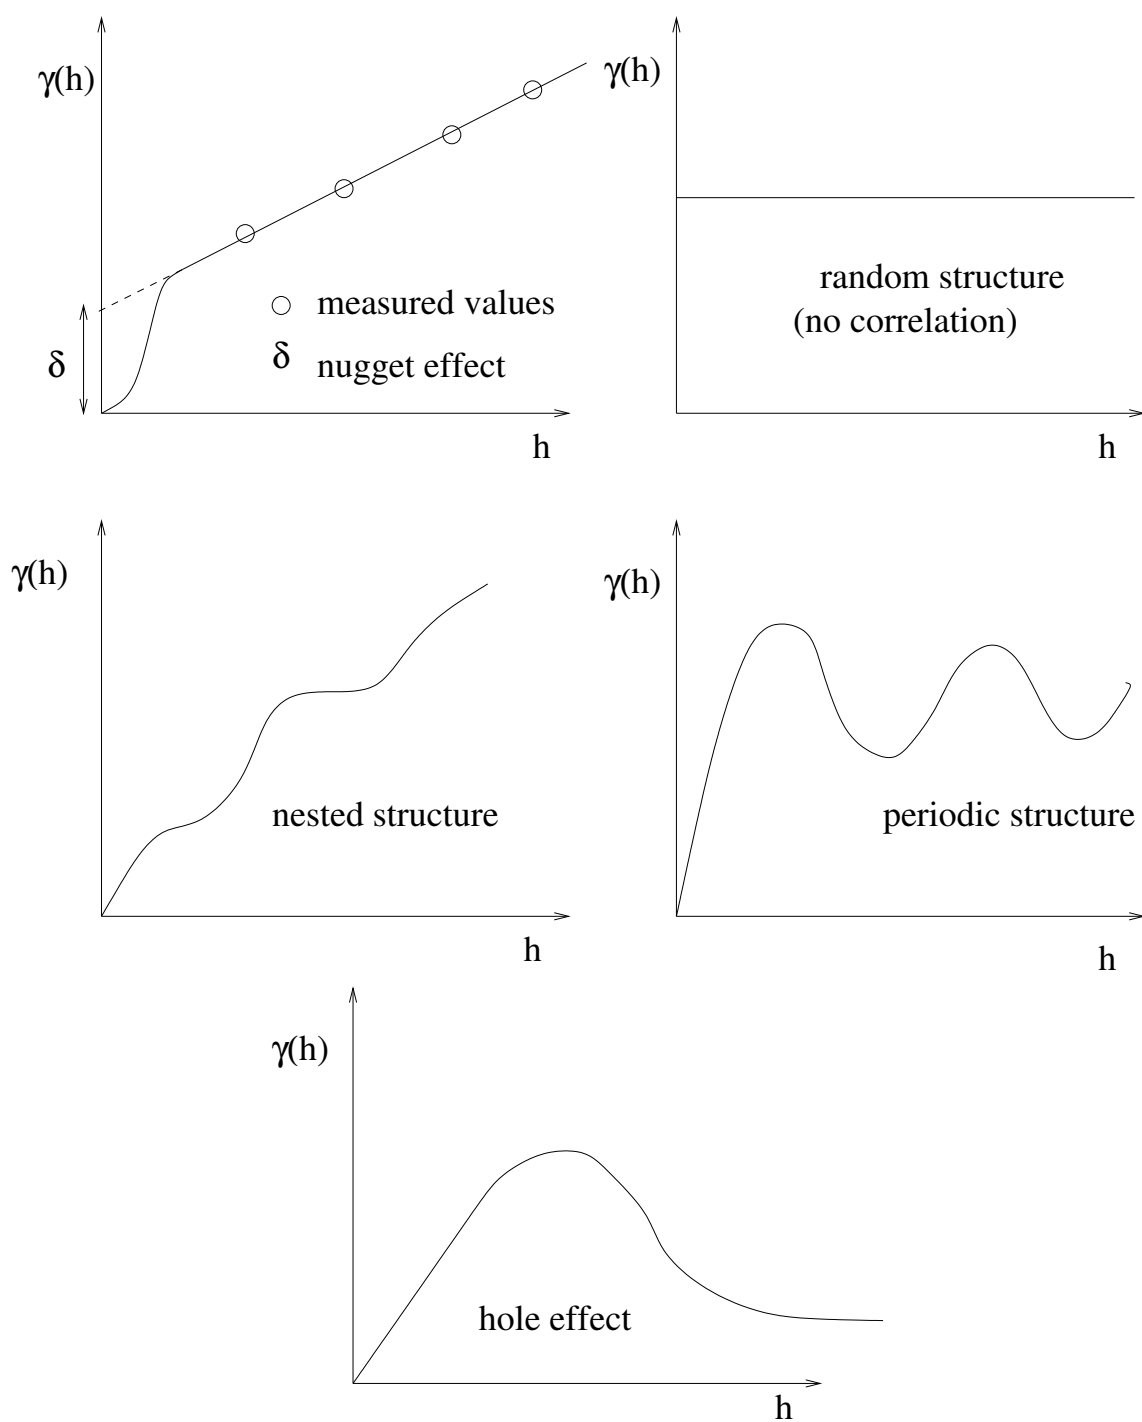 γ(h)
measured values
δ
δ
nugget effect
h
γ(h)
random structure
(no correlation)
h
γ(h)
nested structure
h
γ(h)
periodic structure
h
γ(h)
hole effect
h